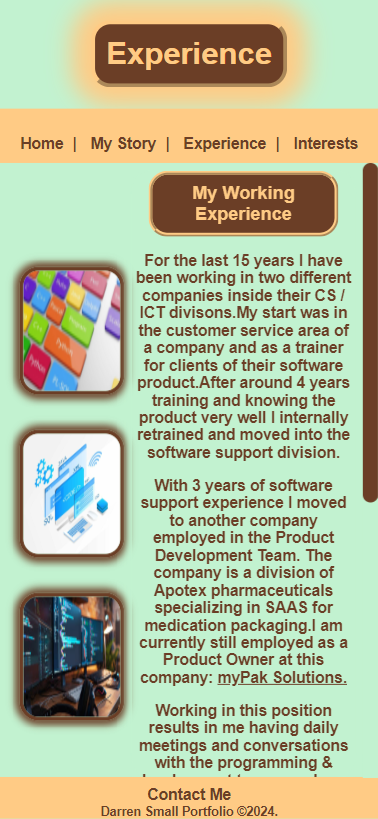 Experience
Home | My Story | Experience | Interests
My Working
Experience
For the last 15 years I have
been working in two different
companies inside their CS /
ICT divisons.My start was in
the customer service area of
a company and as a trainer
for clients of their software
product.After around 4 years
training and knowing the
product very well I internally
retrained and moved into the
software support division.
With 3 years of software
support experience I moved
to another company
employed in the Product
Development Team. The
company is a division of
Apotex pharmaceuticals
specializing in SAAS for
medication packaging.I am
currently still employed as a
Product Owner at this
company: myPak Solutions.
Working in this position
results in me having daily
meetings and conversations
with the programming &
Contact Me
Darren Small Portfolio ©2024.